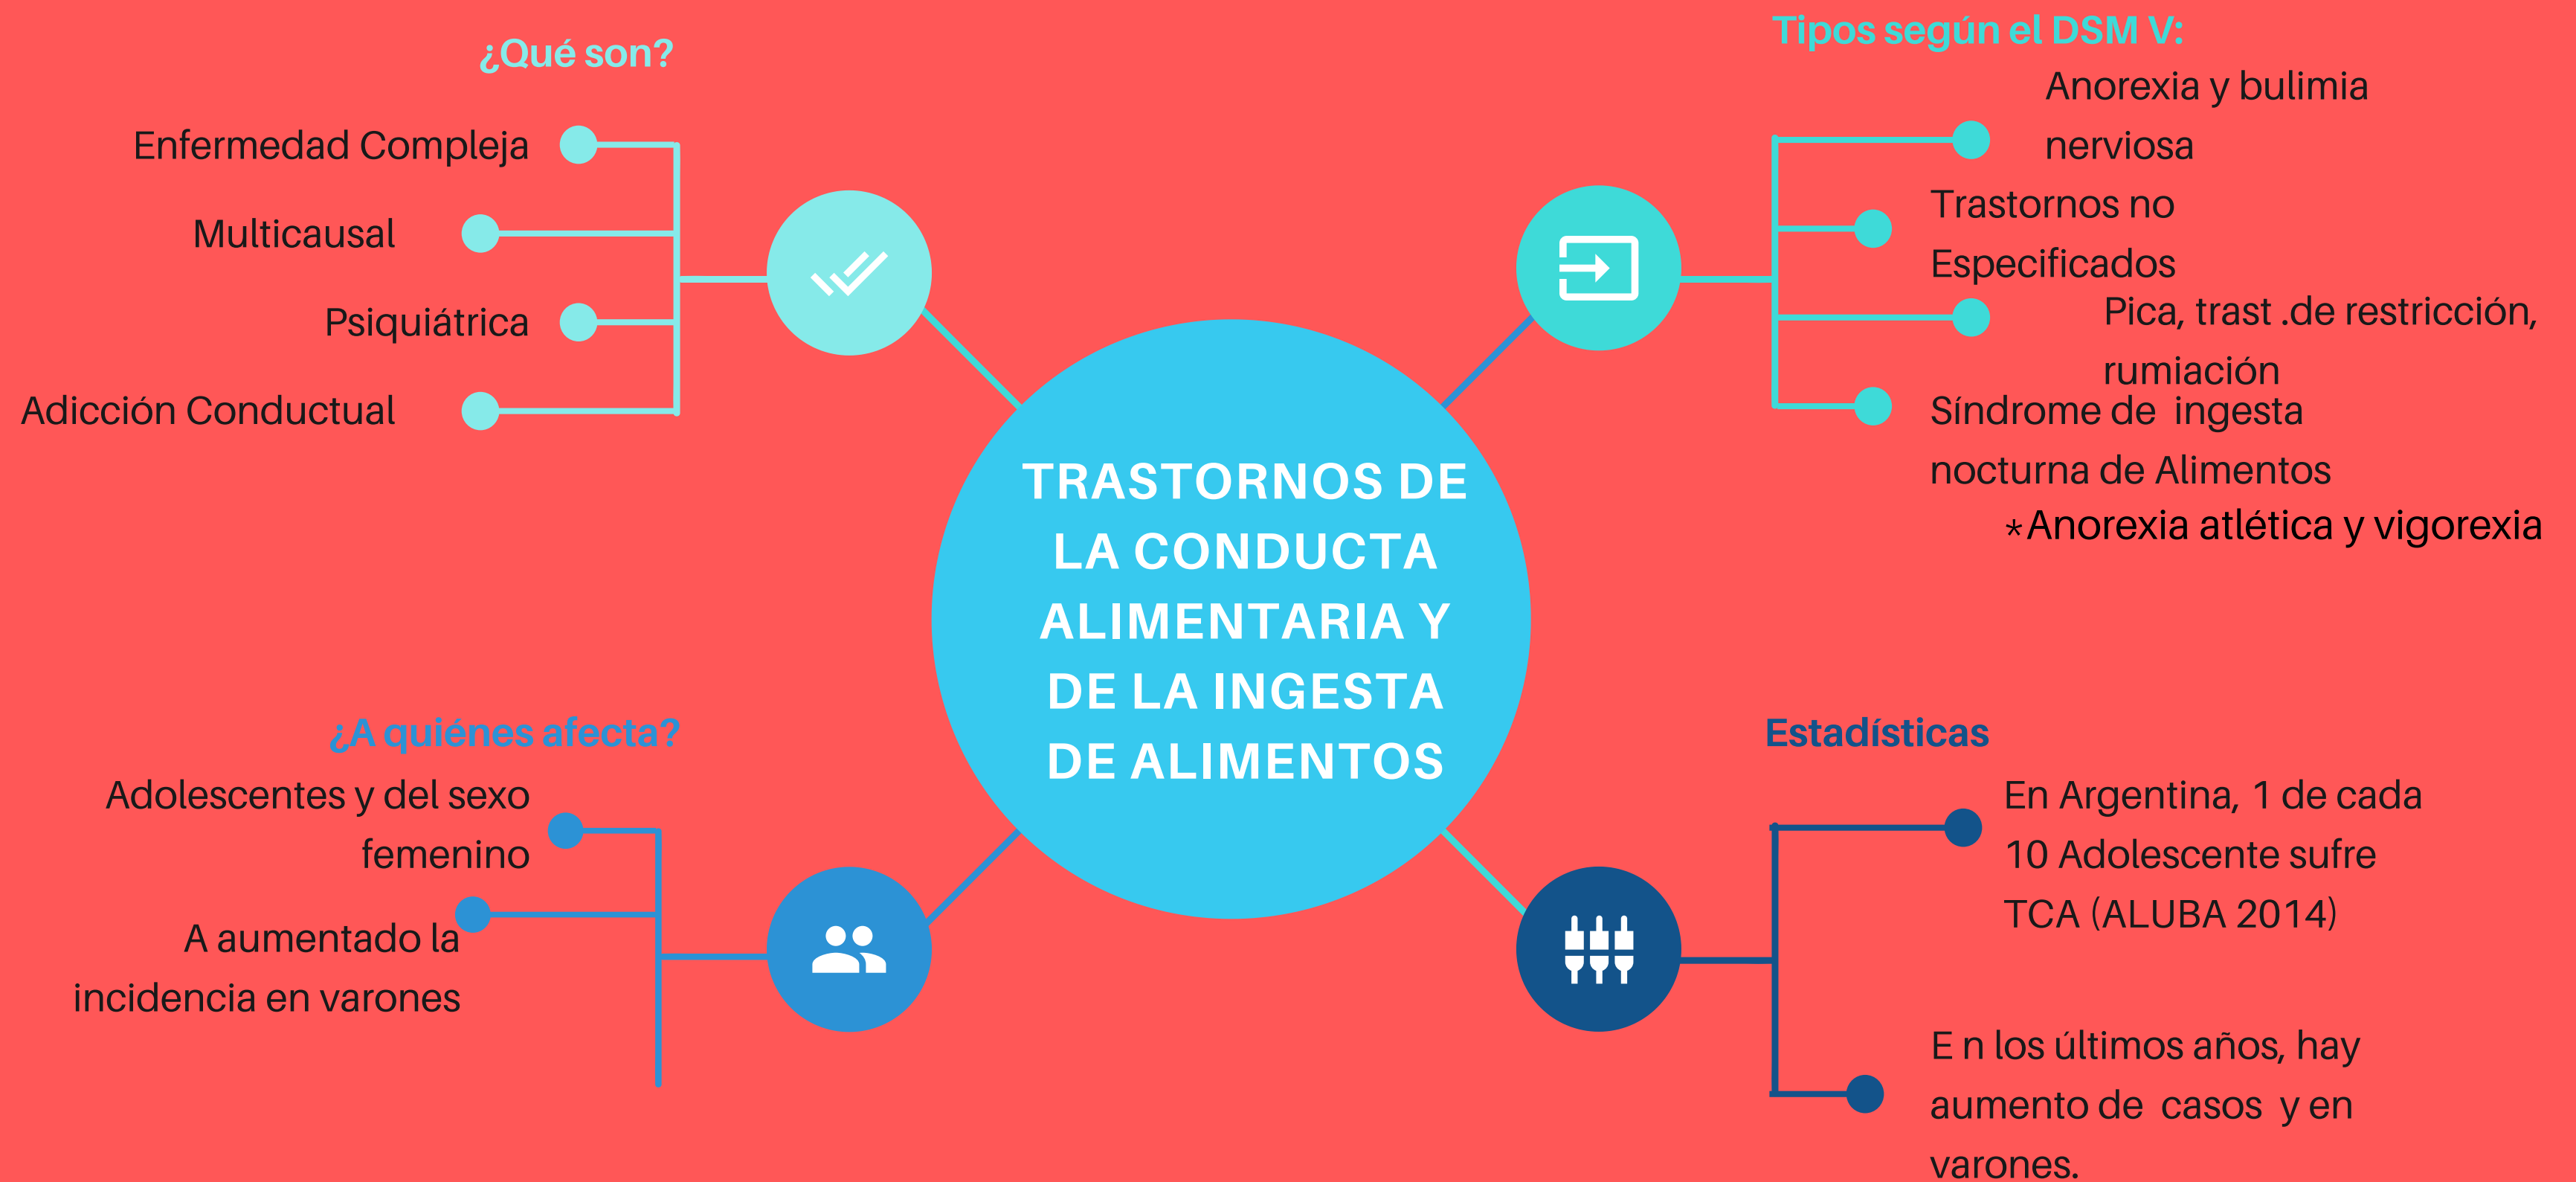 ¿Qué son?
Enfermedad Compleja
Multicausal
Psiquiátrica
Adicción Conductual
Tipos según el DSM V:
Anorexia y bulimia
nerviosa
Trastornos no
Especificados
Pica, trast .de restricción,
rumiación
Síndrome de  ingesta
nocturna de Alimentos
*Anorexia atlética y vigorexia
TRASTORNOS DE
LA CONDUCTA
ALIMENTARIA Y
DE LA INGESTA
DE ALIMENTOS
¿A quiénes afecta?
Adolescentes y del sexo
femenino
A aumentado la
incidencia en varones
Estadísticas
En Argentina, 1 de cada
10 Adolescente sufre
TCA (ALUBA 2014)
E n los últimos años, hay
aumento de  casos  y en
varones.